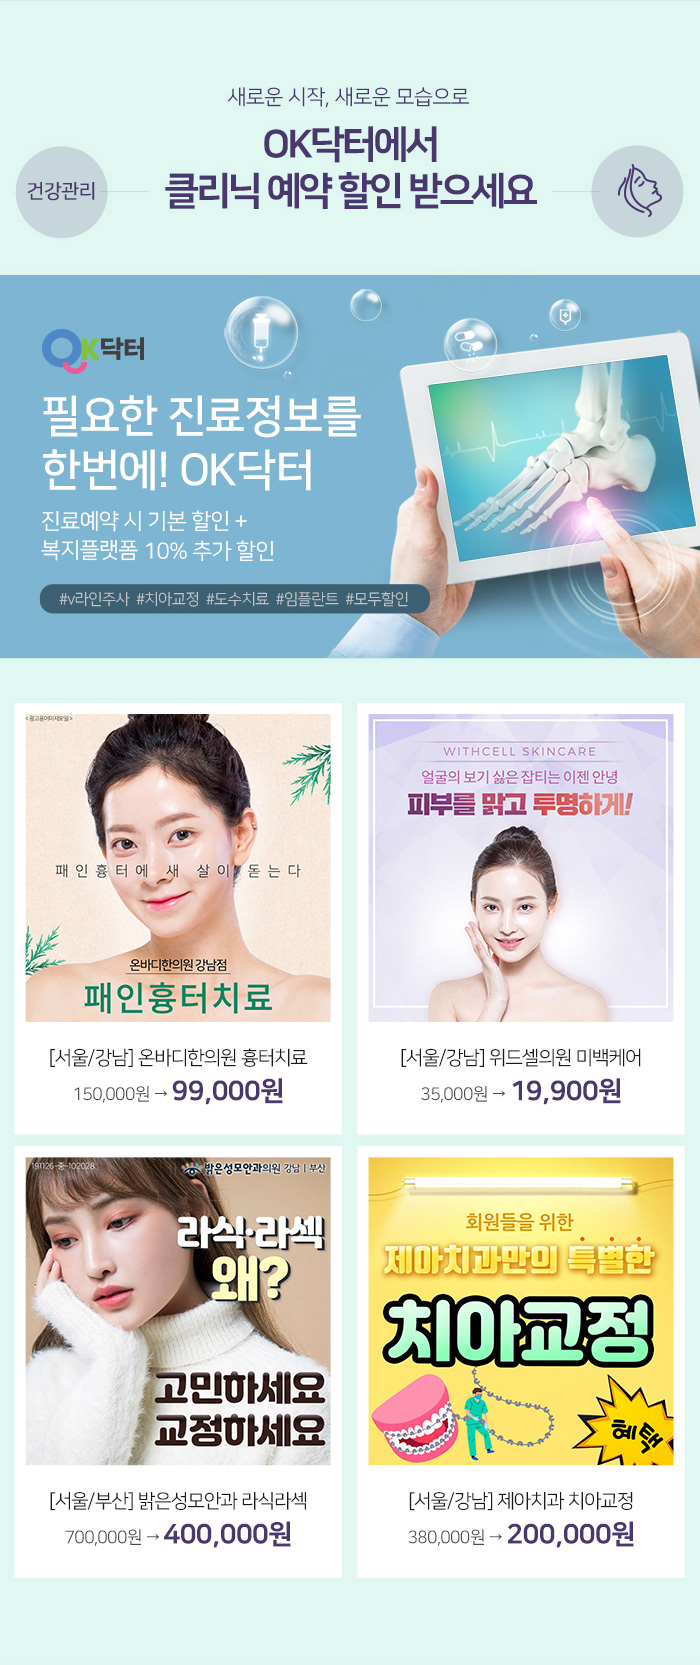 새로운 시작, 새로운 모습으로
OK닥터에서
클리닉 예약 할인 받으세요
건강관리
OK닥터
필요한 진료정보를
한번에! OK닥터
진료예약 시 기본 할인 +
복지플랫폼 10% 추가 할인
#v라인주사 #치아교정 #도수치료 #임플란트 #모두할인
<광고용이미지모델>
패인흉터에 새 살이 돋는다
온바디한의원 강남점
패인흉터치료
[서울/강남] 온바디한의원 흉터치료
150,000원 → 99,000원
WITHCELL SKINCARE
얼굴의 보기 싫은 잡티는 이젠 안녕
피부를 맑고 투명하게!
[서울/강남] 위드셀의원 미백케어
35,000원 → 19,900원
191126-중-102028
밝은성모안과의원 강남 | 부산
라식·라섹
왜?
고민하세요
교정하세요
[서울/부산] 밝은성모안과 라식라섹
700,000원 → 400,000원
회원들을 위한
제아치과만의 특별한
치아교정
혜택
[서울/강남] 제아치과 치아교정
380,000원 → 200,000원